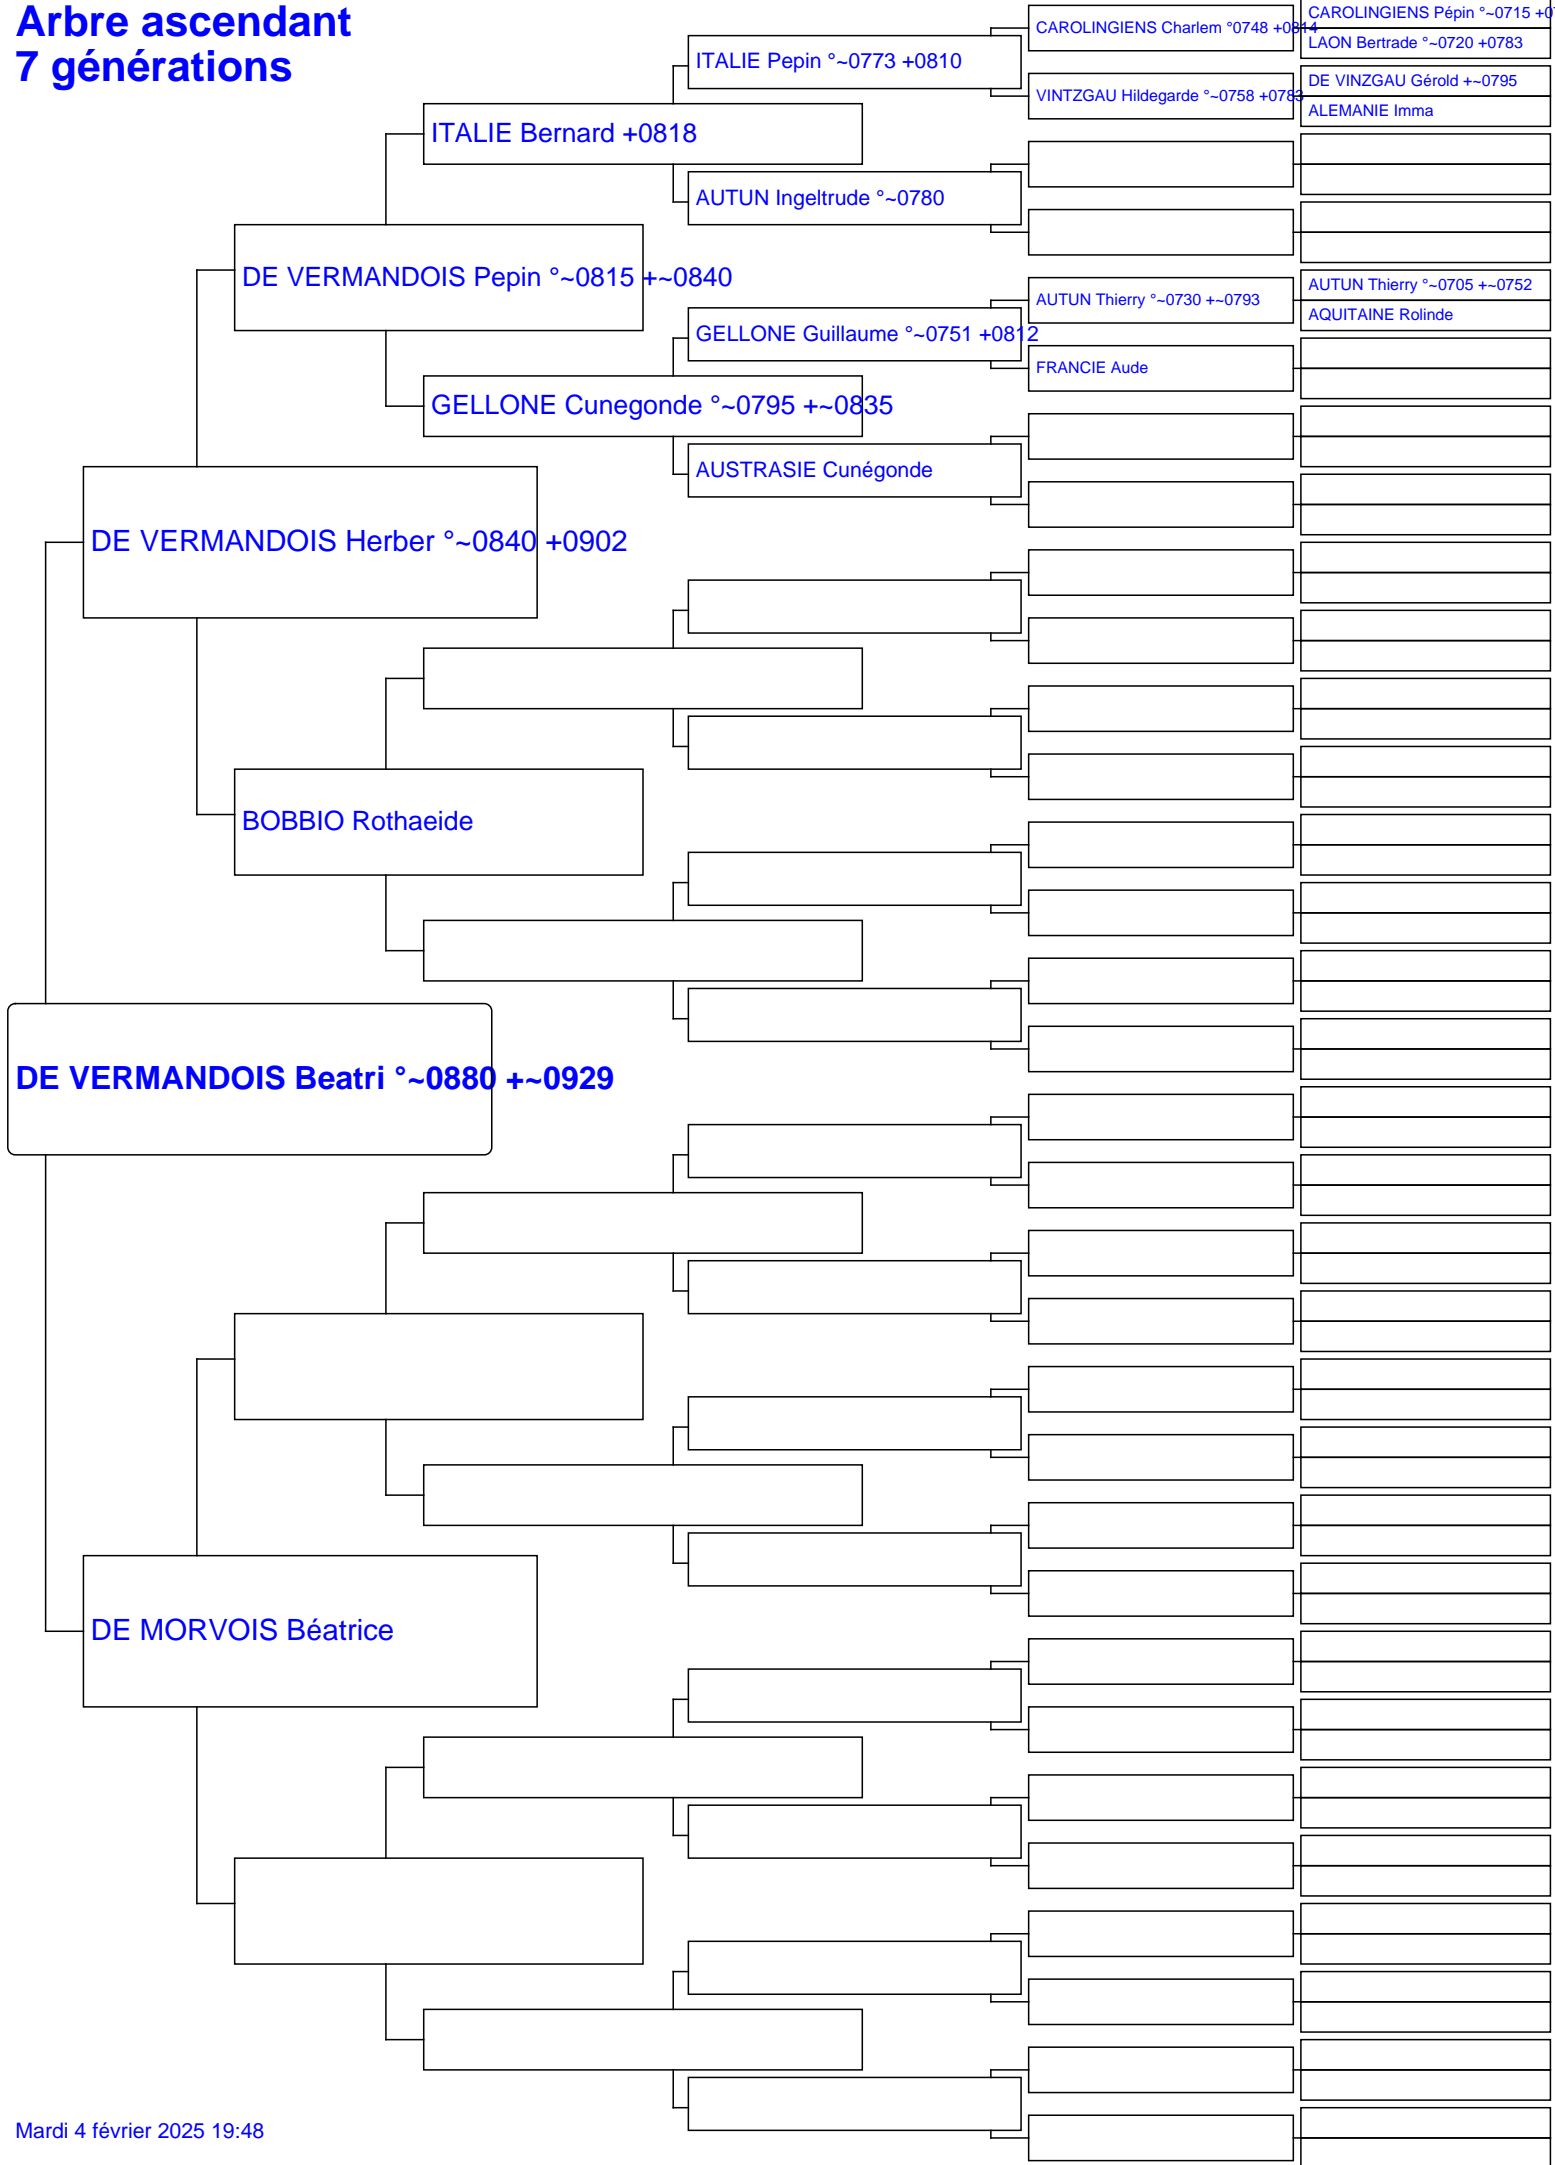 Arbre ascendant
7 générations
CAROLINGIENS Charlem °0748 +0814
CAROLINGIENS Pépin °~0715 +0
LAON Bertrade °~0720 +0783
ITALIE Pepin °~0773 +0810
VINTZGAU Hildegarde °~0758 +0783
DE VINZGAU Gérold +~0795
ALEMANIE Imma
ITALIE Bernard +0818
AUTUN Ingeltrude °~0780
DE VERMANDOIS Pepin °~0815 +~0840
AUTUN Thierry °~0730 +~0793
AUTUN Thierry °~0705 +~0752
AQUITAINE Rolinde
GELLONE Guillaume °~0751 +0812
FRANCIE Aude
GELLONE Cunegonde °~0795 +~0835
AUSTRASIE Cunégonde
DE VERMANDOIS Herber °~0840 +0902
BOBBIO Rothaeide
DE VERMANDOIS Beatri °~0880 +~0929
DE MORVOIS Béatrice
Mardi 4 février 2025 19:48